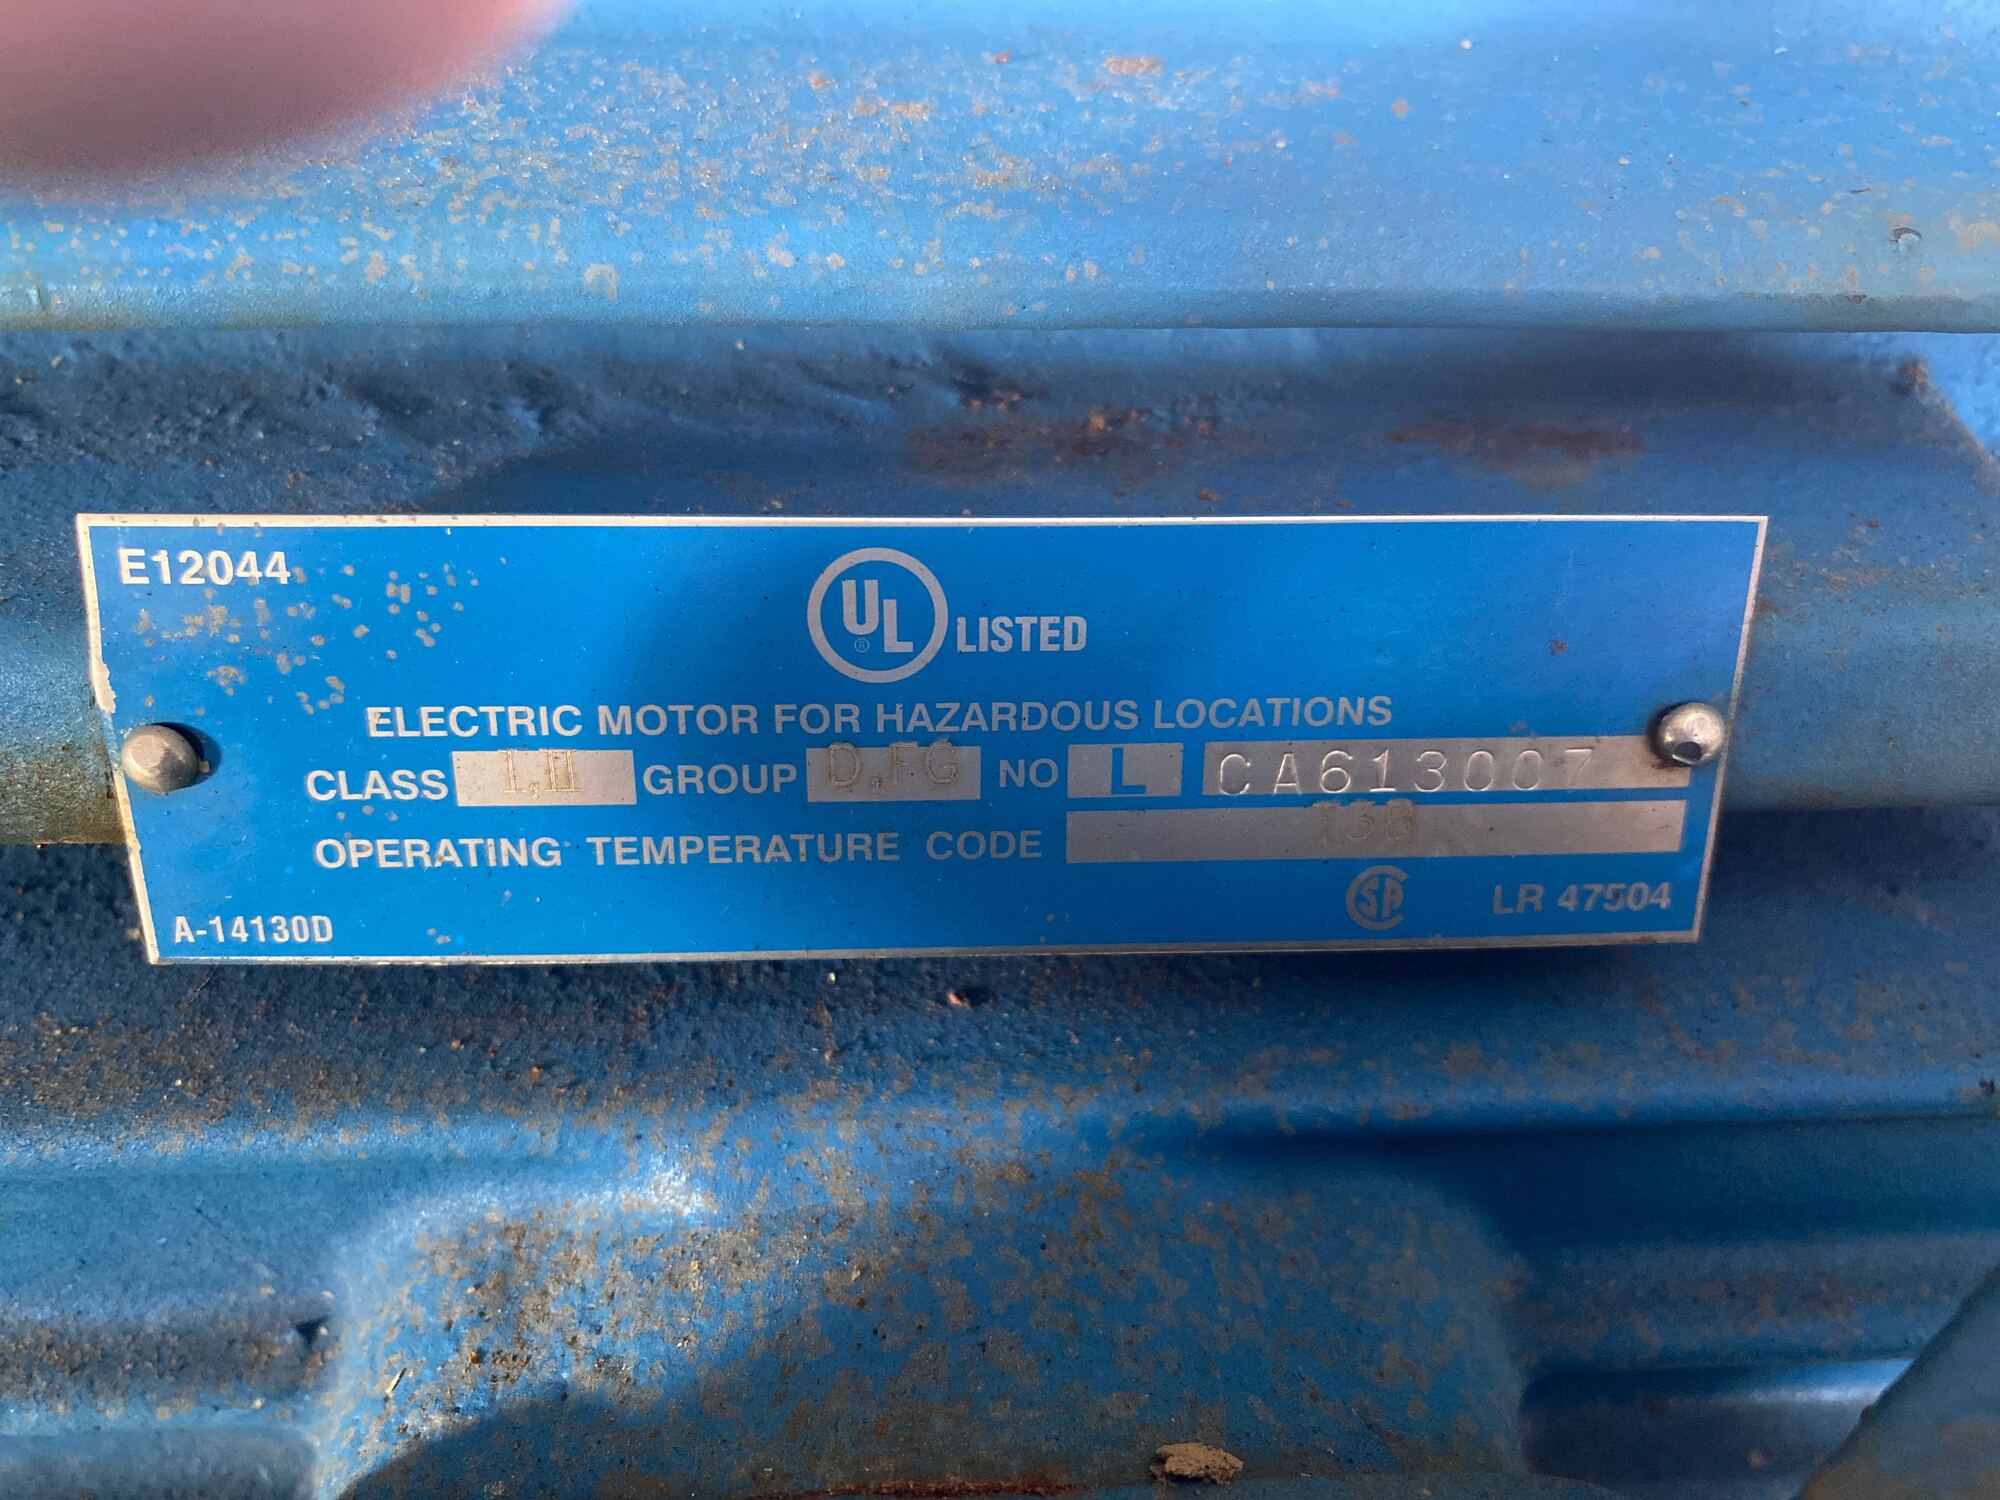 E12044
UL® LISTED
ELECTRIC MOTOR FOR HAZARDOUS LOCATIONS
CLASS I,II GROUP D,FG NO L CA613007
OPERATING TEMPERATURE CODE T3B
A-14130D CSA LR 47504